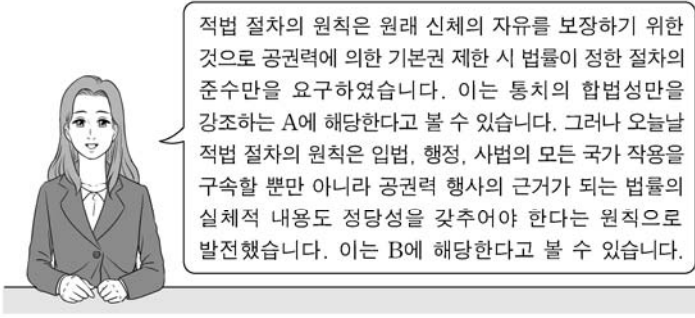 적법 절차의 원칙은 원래 신체의 자유를 보장하기 위한
것으로 공권력에 의한 기본권 제한 시 법률이 정한 절차의
준수만을 요구하였습니다. 이는 통치의 합법성만을
강조하는 A에 해당한다고 볼 수 있습니다. 그러나 오늘날
적법 절차의 원칙은 입법, 행정, 사법의 모든 국가 작용을
구속할 뿐만 아니라 공권력 행사의 근거가 되는 법률의
실체적 내용도 정당성을 갖추어야 한다는 원칙으로
발전했습니다. 이는 B에 해당한다고 볼 수 있습니다.